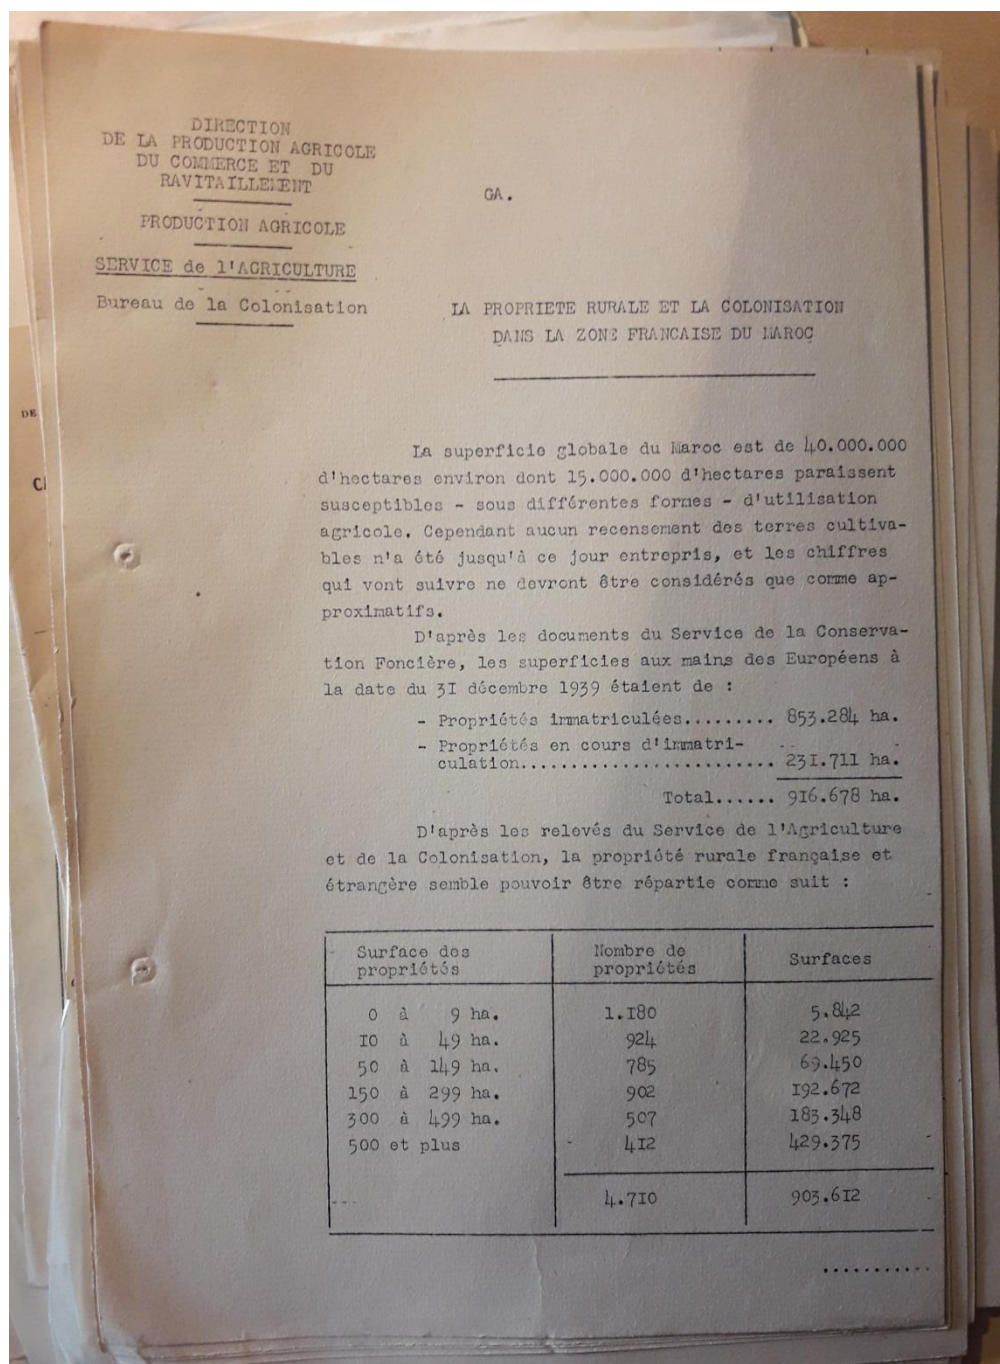 DIRECTION
DE LA PRODUCTION AGRICOLE
DU COMMERCE ET DU
RAVITAILLEMENT
GA.
PRODUCTION AGRICOLE
SERVICE de l'AGRICULTURE
Bureau de la Colonisation
LA PROPRIETE RURALE ET LA COLONISATION
DANS LA ZONE FRANCAISE DU MAROC
La superficie globale du Maroc est de 40.000.000
d'hectares environ dont 15.000.000 d'hectares paraissent
susceptibles - sous différentes formes - d'utilisation
agricole. Cependant aucun recensement des terres cultiva-
bles n'a été jusqu'à ce jour entrepris, et les chiffres
qui vont suivre ne devront être considérés que comme ap-
proximatifs.
D'après les documents du Service de la Conserva-
tion Foncière, les superficies aux mains des Européens à
la date du 3I décembre 1939 étaient de :
- Propriétés immatriculées......... 853.284 ha.
- Propriétés en cours d'immatri-
culation......................... 23I.711 ha.
Total...... 916.678 ha.
D'après les relevés du Service de l'Agriculture
et de la Colonisation, la propriété rurale française et
étrangère semble pouvoir être répartie comme suit :
Surface des propriétés Nombre de propriétés Surfaces
0 à 9 ha. 1.I80 5.842
I0 à 49 ha. 924 22.925
50 à 149 ha. 785 69.450
150 à 299 ha. 902 I92.672
300 à 499 ha. 507 183.348
500 et plus 4I2 429.375
4.7I0 903.6I2
...........
DE